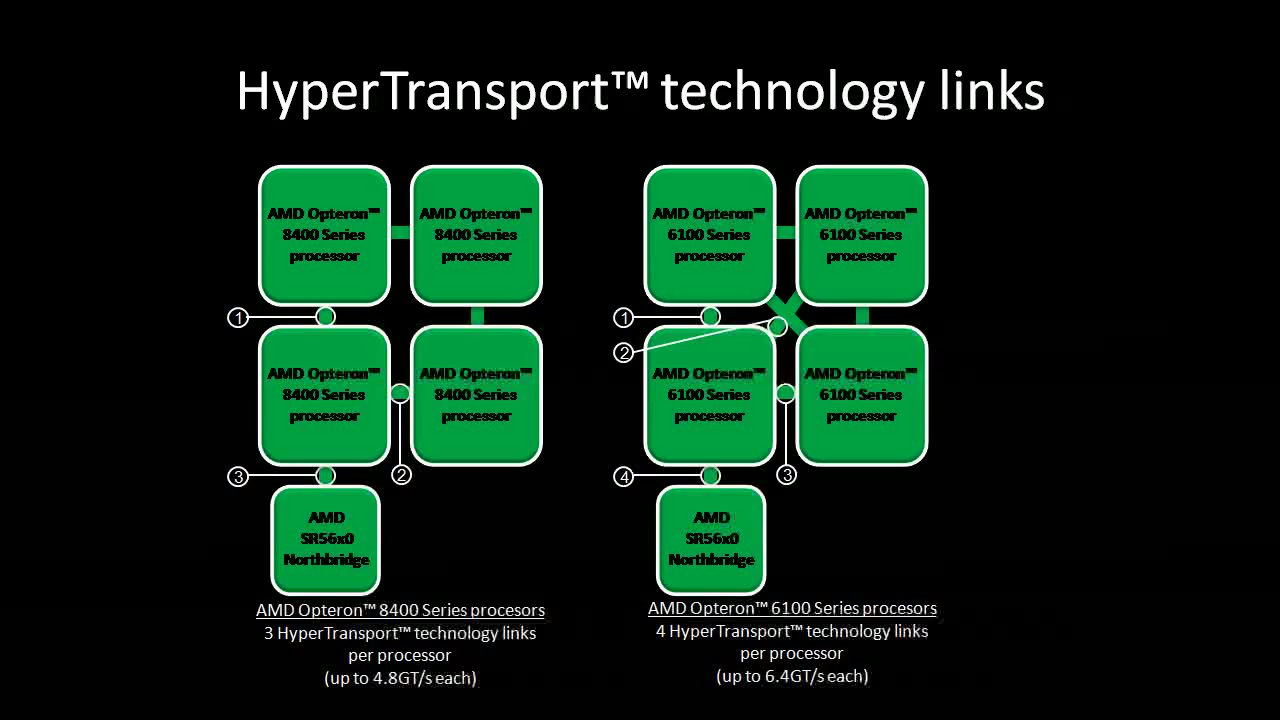 HyperTransport™ technology links
AMD Opteron™
8400 Series
processor
AMD Opteron™
8400 Series
processor
1
AMD Opteron™
8400 Series
processor
AMD Opteron™
8400 Series
processor
3
2
AMD
SR56x0
Northbridge
AMD Opteron™ 8400 Series procesors
3 HyperTransport™ technology links
per processor
(up to 4.8GT/s each)
AMD Opteron™
6100 Series
processor
AMD Opteron™
6100 Series
processor
1
2
AMD Opteron™
6100 Series
processor
AMD Opteron™
6100 Series
processor
4
3
AMD
SR56x0
Northbridge
AMD Opteron™ 6100 Series procesors
4 HyperTransport™ technology links
per processor
(up to 6.4GT/s each)